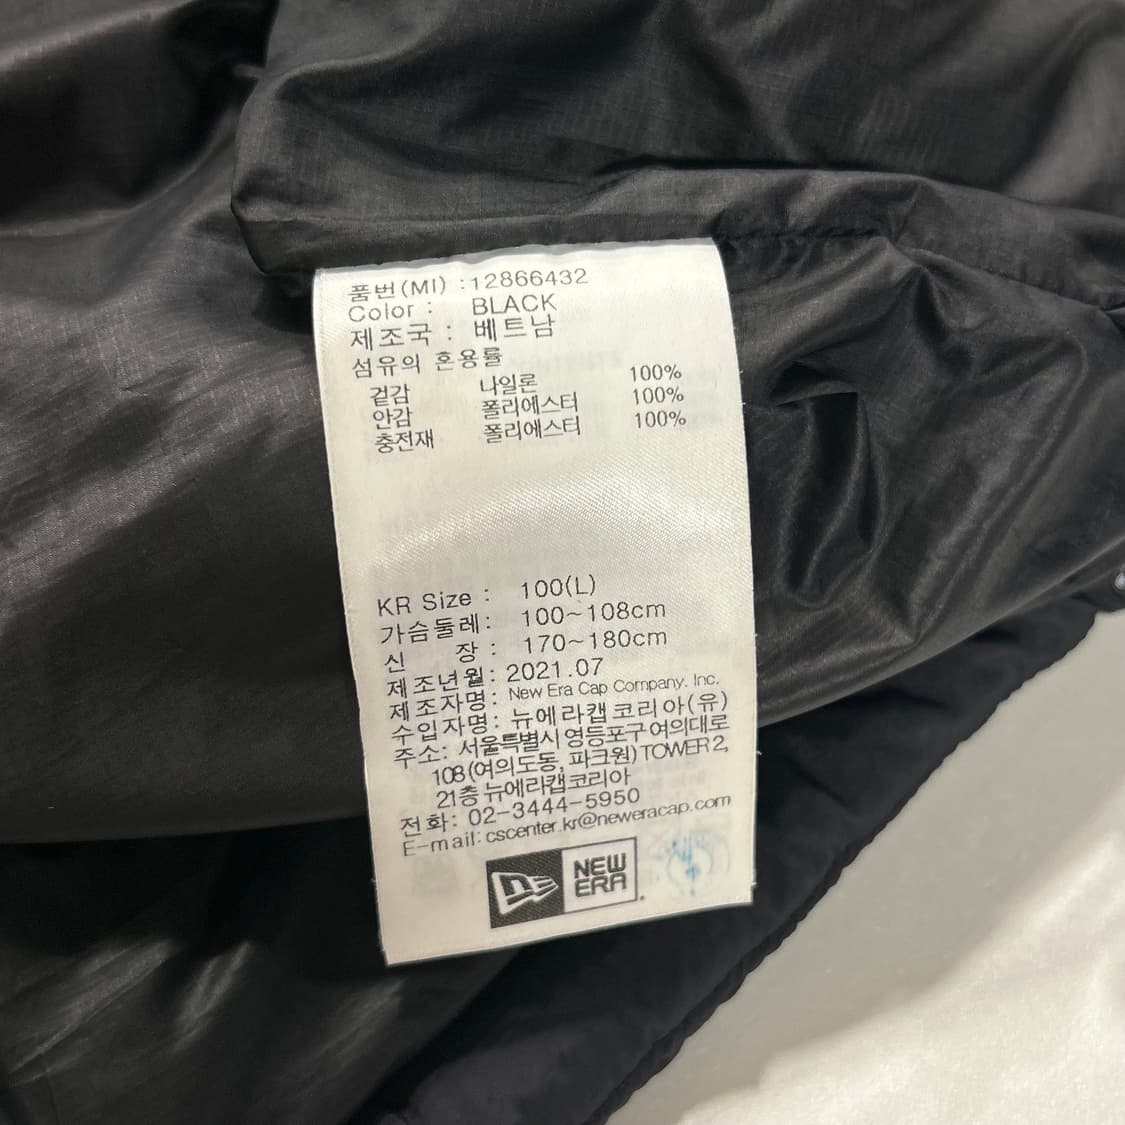 품번(MI) : 12866432
Color : BLACK
제조국 : 베트남
섬유의 혼용률
겉감 나일론 100%
안감 폴리에스터 100%
충전재 폴리에스터 100%
KR Size : 100(L)
가슴둘레: 100~108cm
신 장 : 170~180cm
제조년월: 2021.07
제조자명: New Era Cap Company. Inc.
수입자명: 뉴에라캡코리아(유)
주소: 서울특별시 영등포구 여의대로
108 (여의도동, 파크원) TOWER 2,
21층 뉴에라캡코리아
전화: 02-3444-5950
E-mail: cscenter.kr@neweracap.com
NEW
ERA